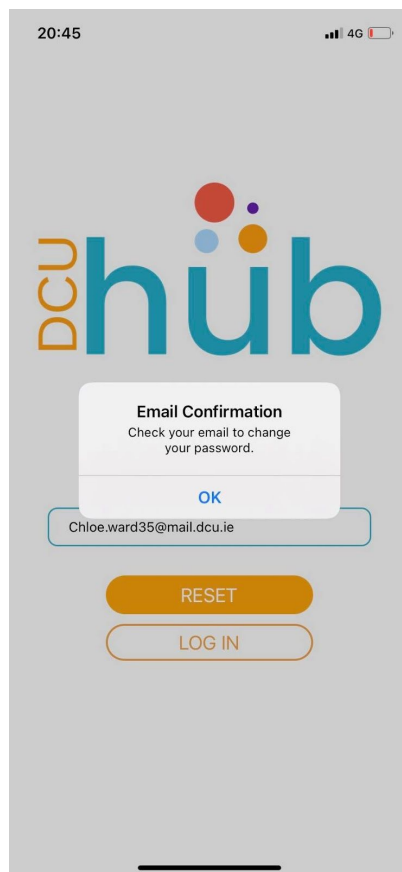 20:45
4G
DCU
hüb
Email Confirmation
Check your email to change
your password.
OK
Chloe.ward35@mail.dcu.ie
RESET
LOG IN